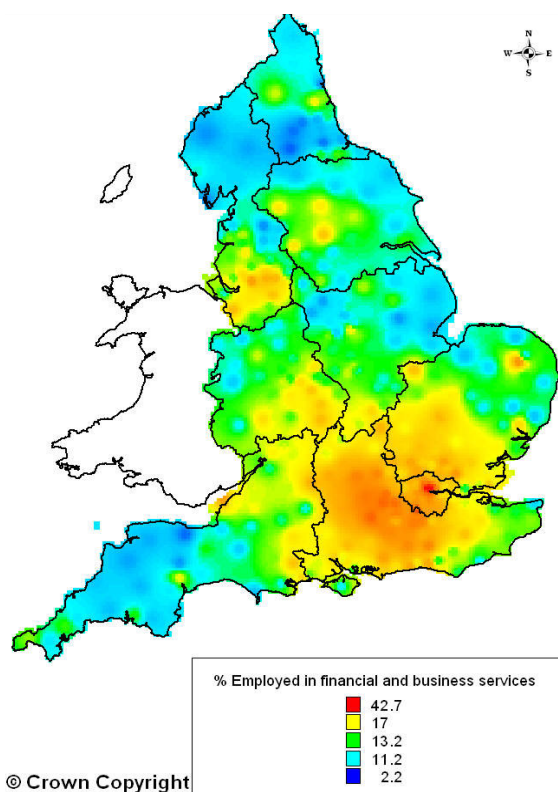 N
W E
S
% Employed in financial and business services
42.7
17
13.2
11.2
2.2
© Crown Copyright